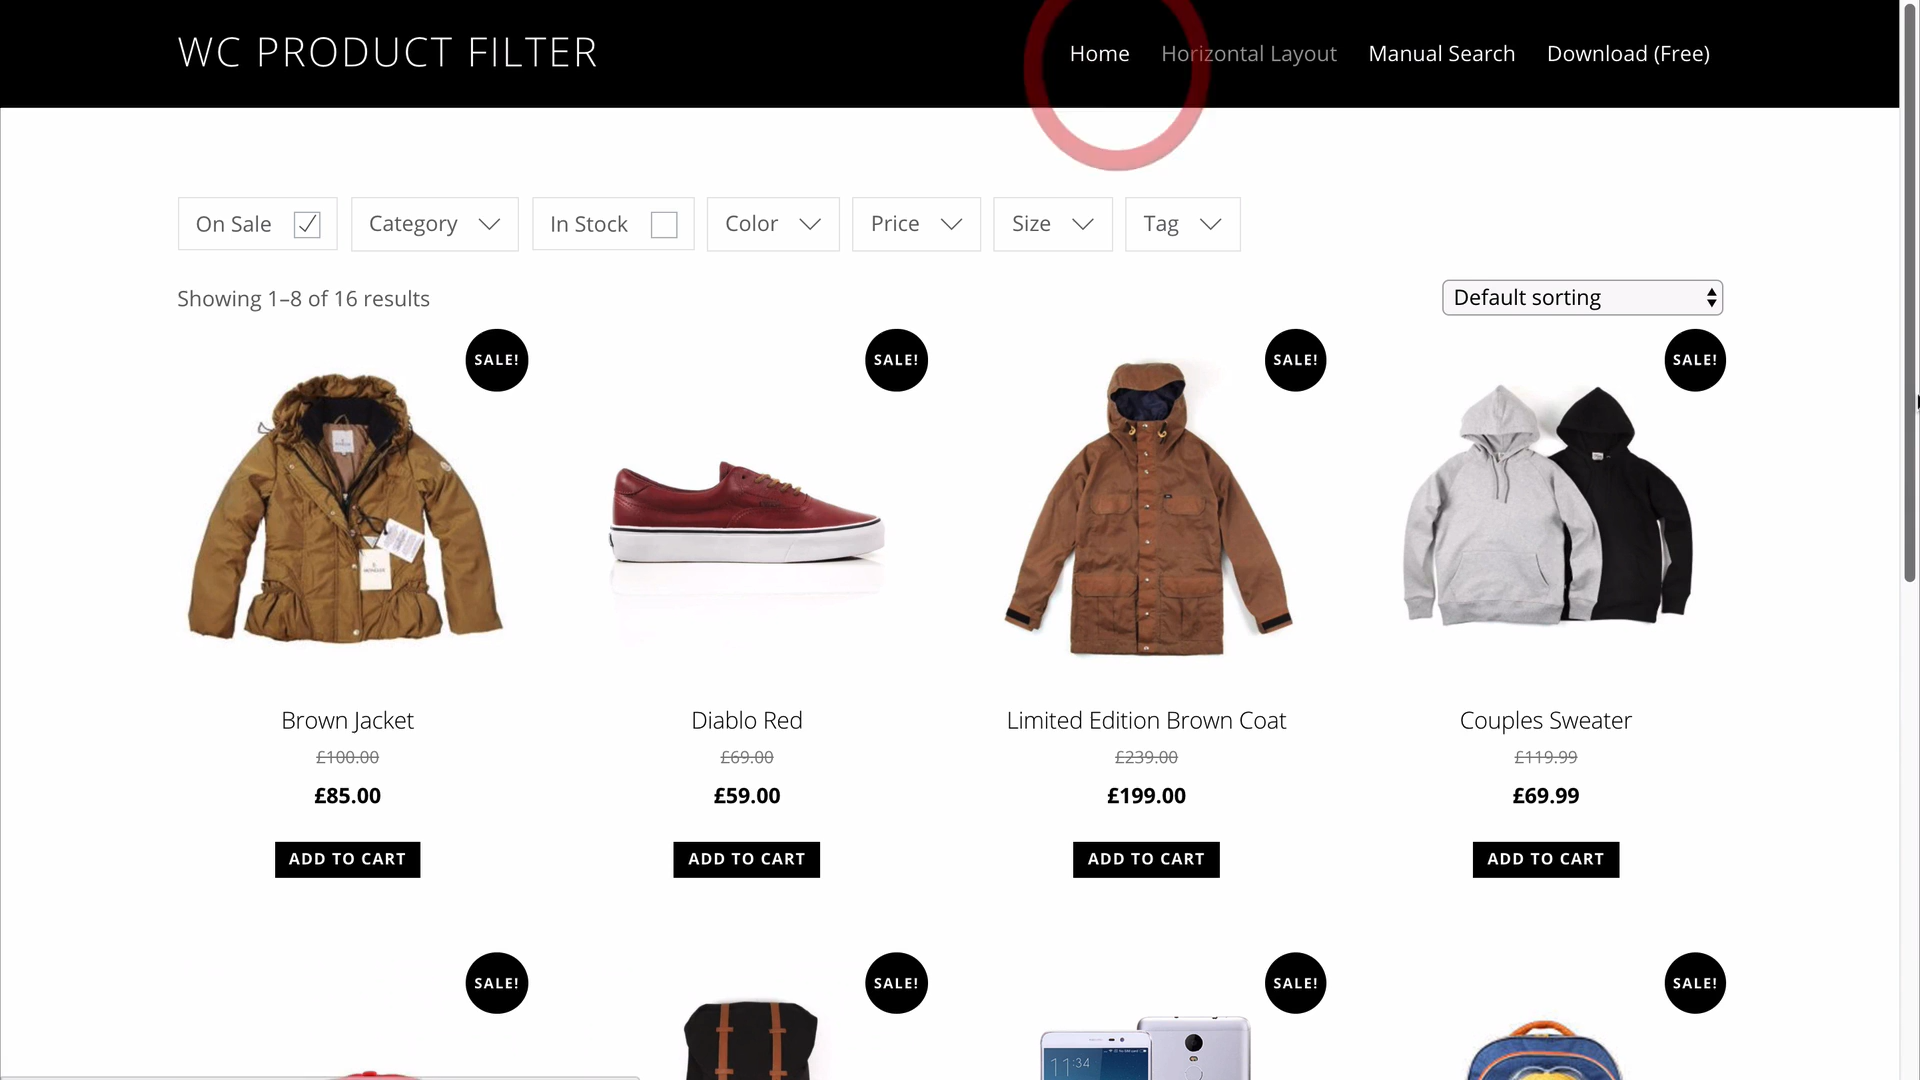 WC PRODUCT FILTER
Home Horizontal Layout Manual Search Download (Free)
On Sale Category In Stock Color Price Size Tag
Showing 1–8 of 16 results
Default sorting
SALE! SALE! SALE! SALE!
Brown Jacket Diablo Red Limited Edition Brown Coat Couples Sweater
£100.00 £69.00 £239.00 £119.99
£85.00 £59.00 £199.00 £69.99
ADD TO CART ADD TO CART ADD TO CART ADD TO CART
SALE! SALE! SALE! SALE!
11:34